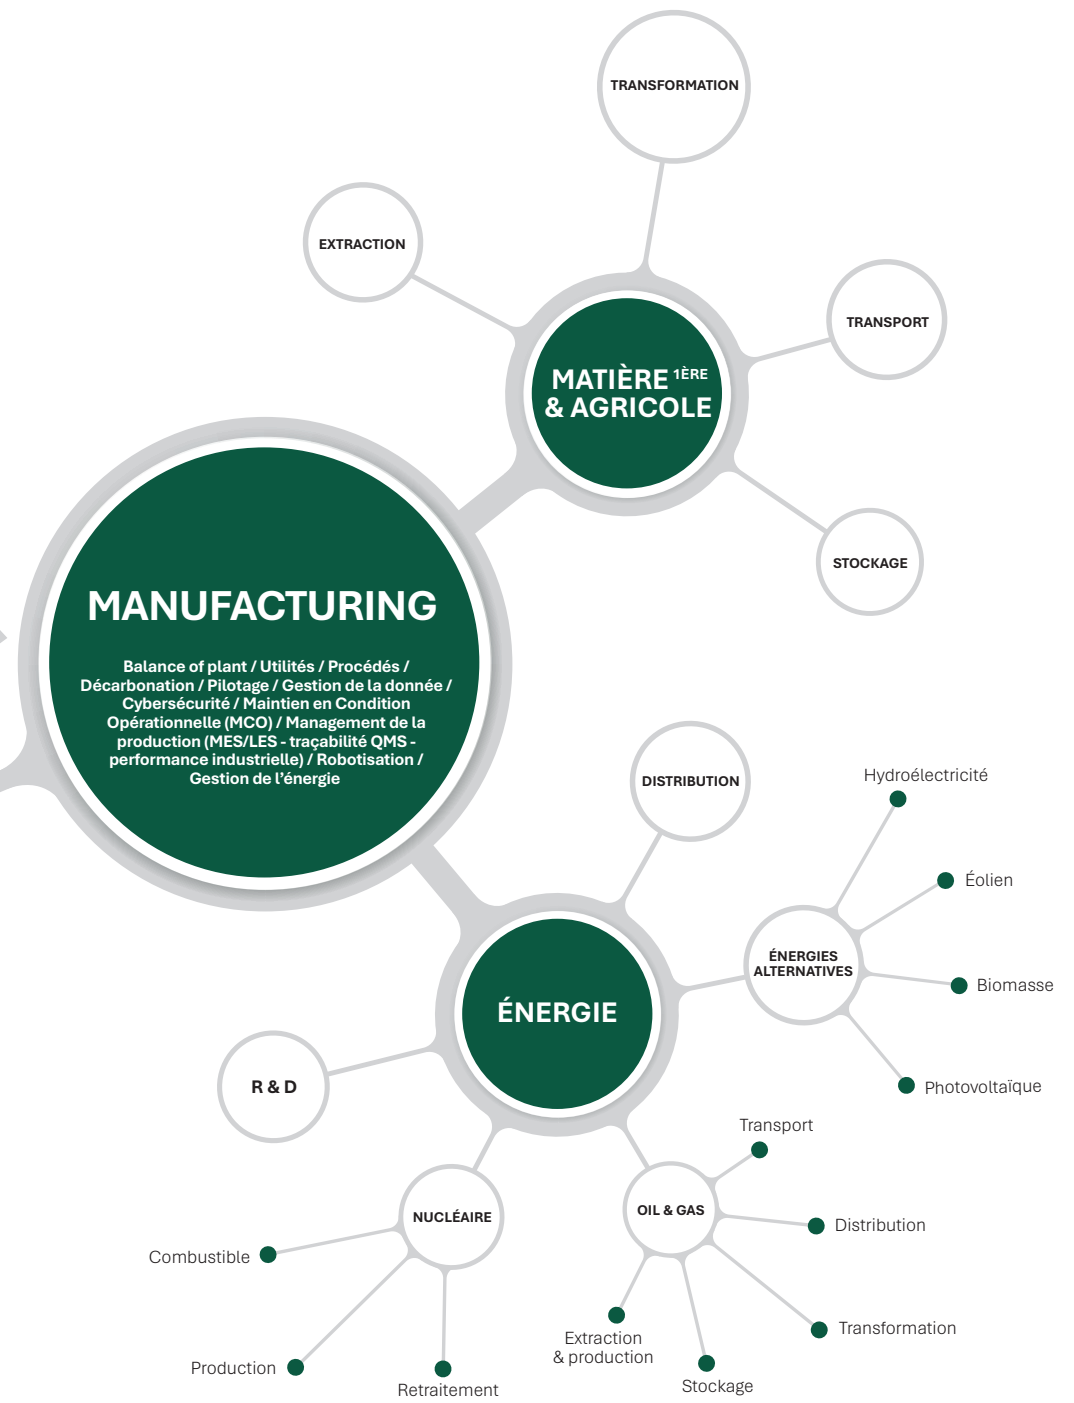 TRANSFORMATION
EXTRACTION
TRANSPORT
MATIÈRE 1ÈRE
& AGRICOLE
STOCKAGE
MANUFACTURING
Balance of plant / Utilités / Procédés /
Décarbonation / Pilotage / Gestion de la donnée /
Cybersécurité / Maintien en Condition
Opérationnelle (MCO) / Management de la
production (MES/LES - traçabilité QMS -
performance industrielle) / Robotisation /
Gestion de l’énergie
DISTRIBUTION
Hydroélectricité
Éolien
ÉNERGIES
ALTERNATIVES
Biomasse
ÉNERGIE
Photovoltaïque
R & D
Transport
NUCLÉAIRE
OIL & GAS
Distribution
Combustible
Transformation
Extraction
& production
Production
Retraitement
Stockage